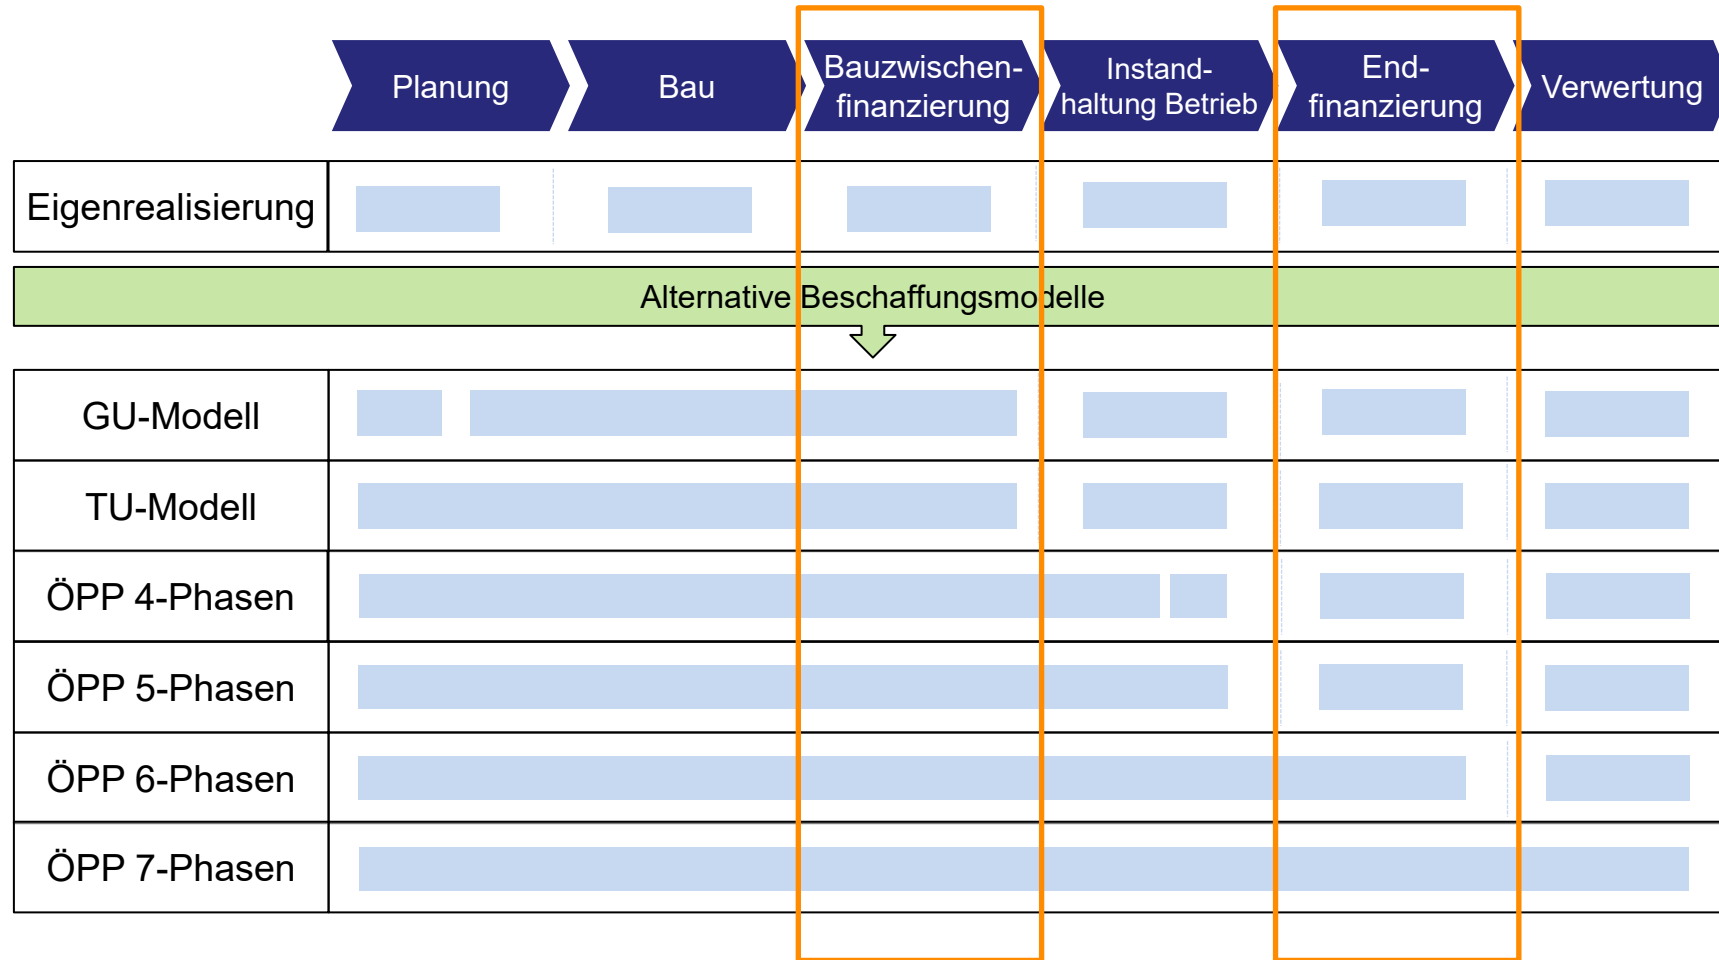 Planung
Bau
Bauzwischen-
finanzierung
Instand-
haltung Betrieb
End-
finanzierung
Verwertung
Eigenrealisierung
Alternative Beschaffungsmodelle
GU-Modell
TU-Modell
ÖPP 4-Phasen
ÖPP 5-Phasen
ÖPP 6-Phasen
ÖPP 7-Phasen